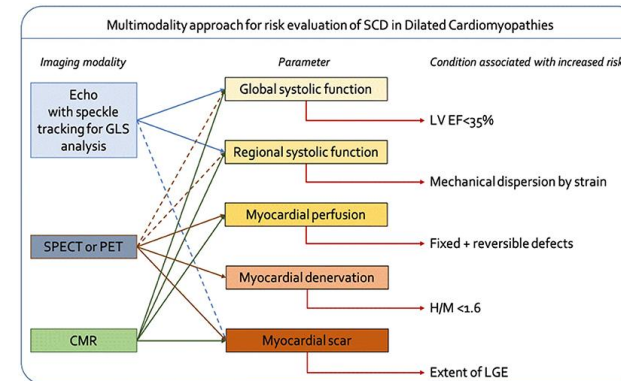 Multimodality approach for risk evaluation of SCD in Dilated Cardiomyopathies
Imaging modality
Parameter
Condition associated with increased risk
Echo
with speckle
tracking for GLS
analysis
Global systolic function
LV EF<35%
Regional systolic function
Mechanical dispersion by strain
Myocardial perfusion
SPECT or PET
Fixed + reversible defects
Myocardial denervation
H/M <1.6
CMR
Myocardial scar
Extent of LGE